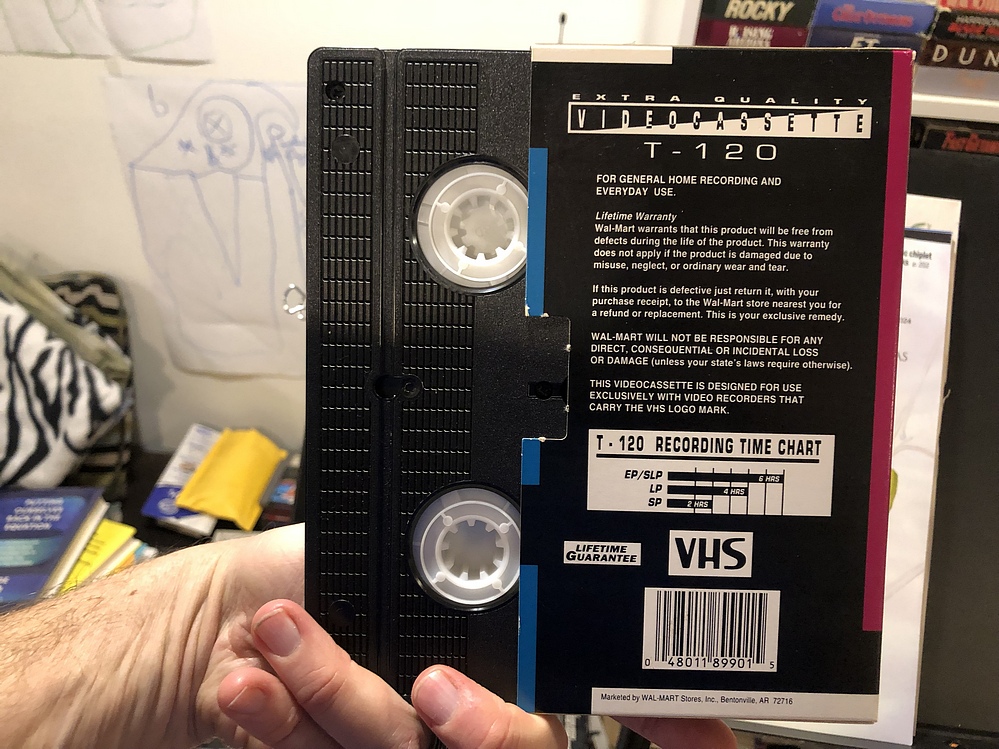 ROCKY
E.T.
HARRISON
DUN
EXTRA QUALITY
VIDEOCASSETTE
T-120
FOR GENERAL HOME RECORDING AND
EVERYDAY USE.
Lifetime Warranty
Wal-Mart warrants that this product will be free from
defects during the life of the product. This warranty
does not apply if the product is damaged due to
misuse, neglect, or ordinary wear and tear.
If this product is defective just return it, with your
purchase receipt, to the Wal-Mart store nearest you for
a refund or replacement. This is your exclusive remedy.
WAL-MART WILL NOT BE RESPONSIBLE FOR ANY
DIRECT, CONSEQUENTIAL OR INCIDENTAL LOSS
OR DAMAGE (unless your state's laws require otherwise).
THIS VIDEOCASSETTE IS DESIGNED FOR USE
EXCLUSIVELY WITH VIDEO RECORDERS THAT
CARRY THE VHS LOGO MARK.
T-120 RECORDING TIME CHART
EP/SLP 6 HRS
LP 4 HRS
SP 2 HRS
LIFETIME
GUARANTEE
VHS
0 48011 89901 5
Marketed by WAL-MART Stores, Inc., Bentonville, AR 72716
PUTTING
OURSELVES
BACK IN THE
EQUATION